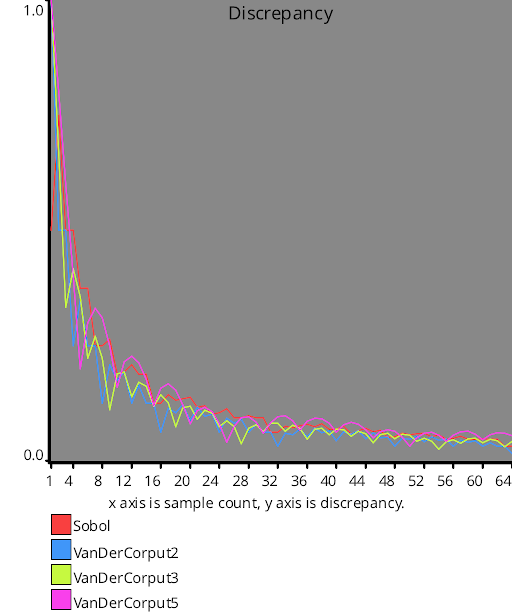 1.0
Discrepancy
0.0
1 4 8 12 16 20 24 28 32 36 40 44 48 52 56 60 64
x axis is sample count, y axis is discrepancy.
Sobol
VanDerCorput2
VanDerCorput3
VanDerCorput5